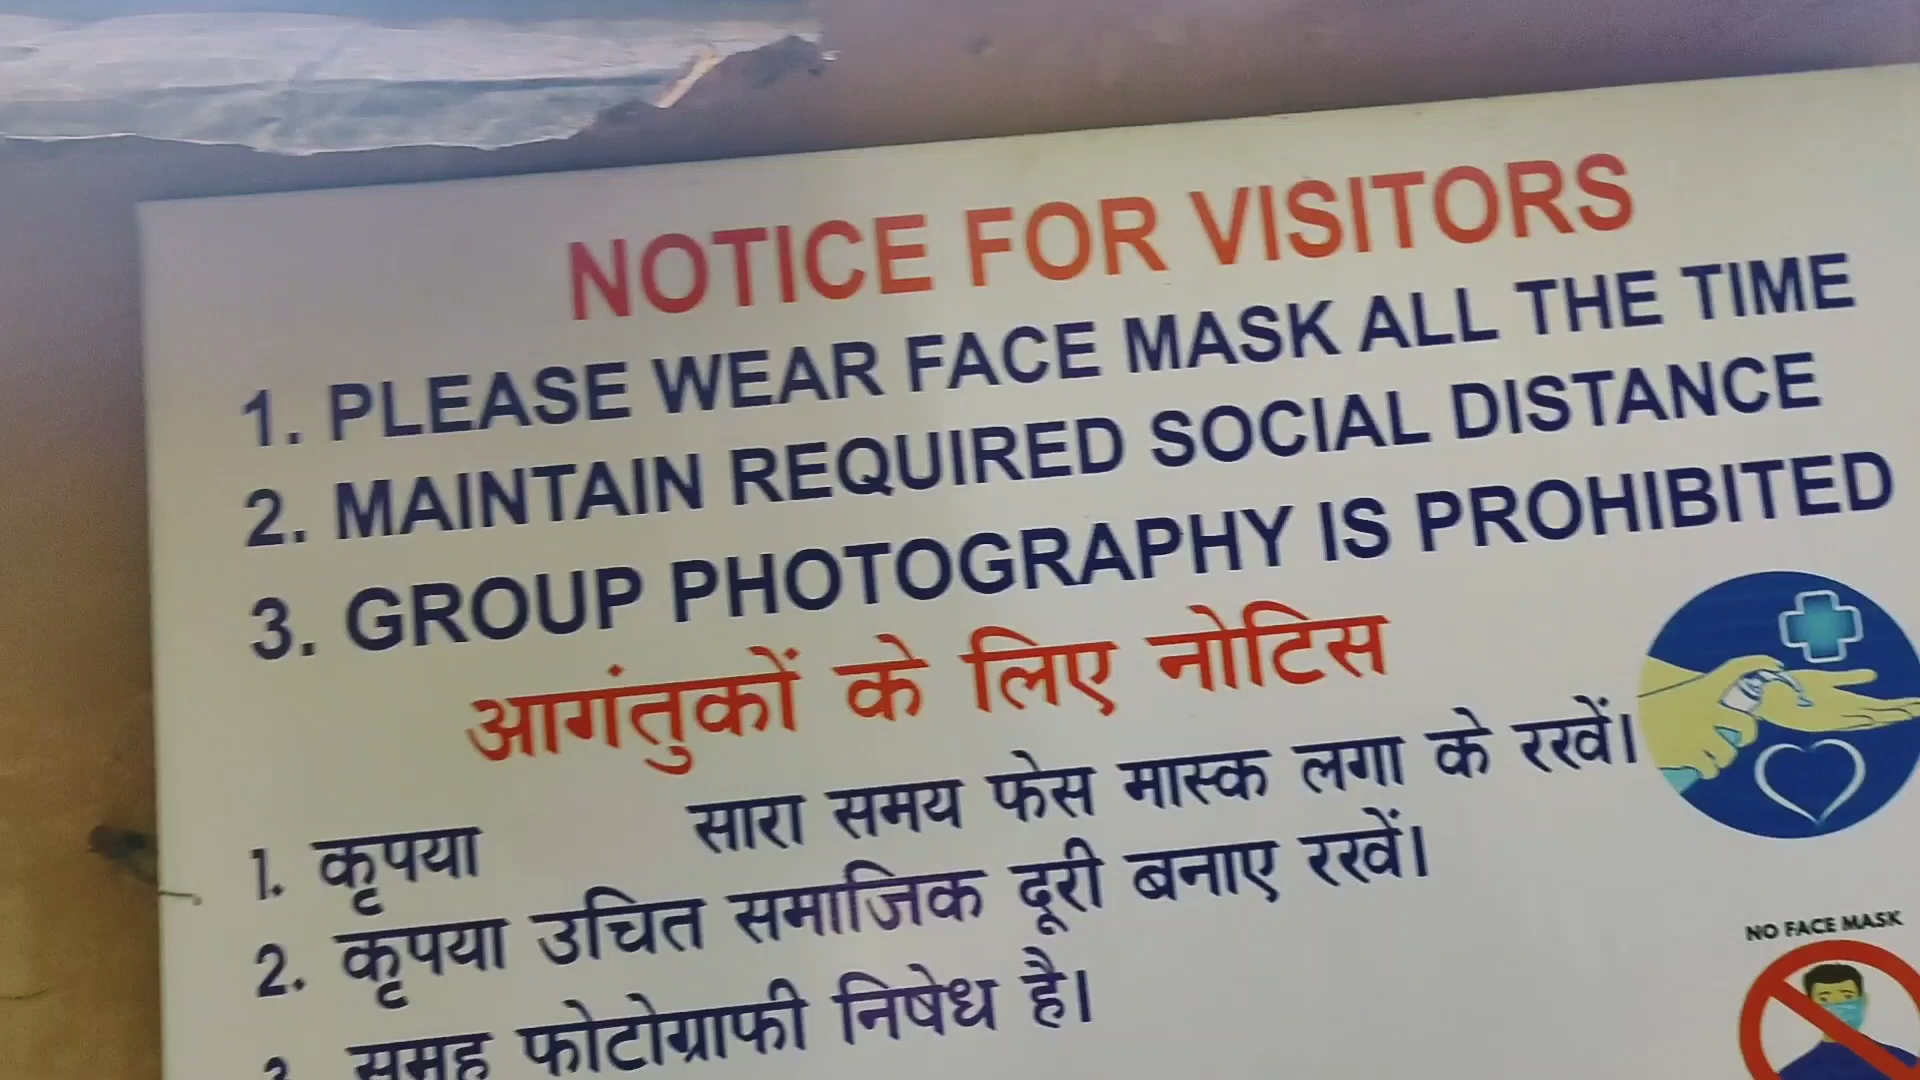 NOTICE FOR VISITORS
1. PLEASE WEAR FACE MASK ALL THE TIME
2. MAINTAIN REQUIRED SOCIAL DISTANCE
3. GROUP PHOTOGRAPHY IS PROHIBITED
आगंतुकों के लिए नोटिस
1. कृपया सारा समय फेस मास्क लगा के रखें।
2. कृपया उचित समाजिक दूरी बनाए रखें।
3. समूह फोटोग्राफी निषेध है।
NO FACE MASK